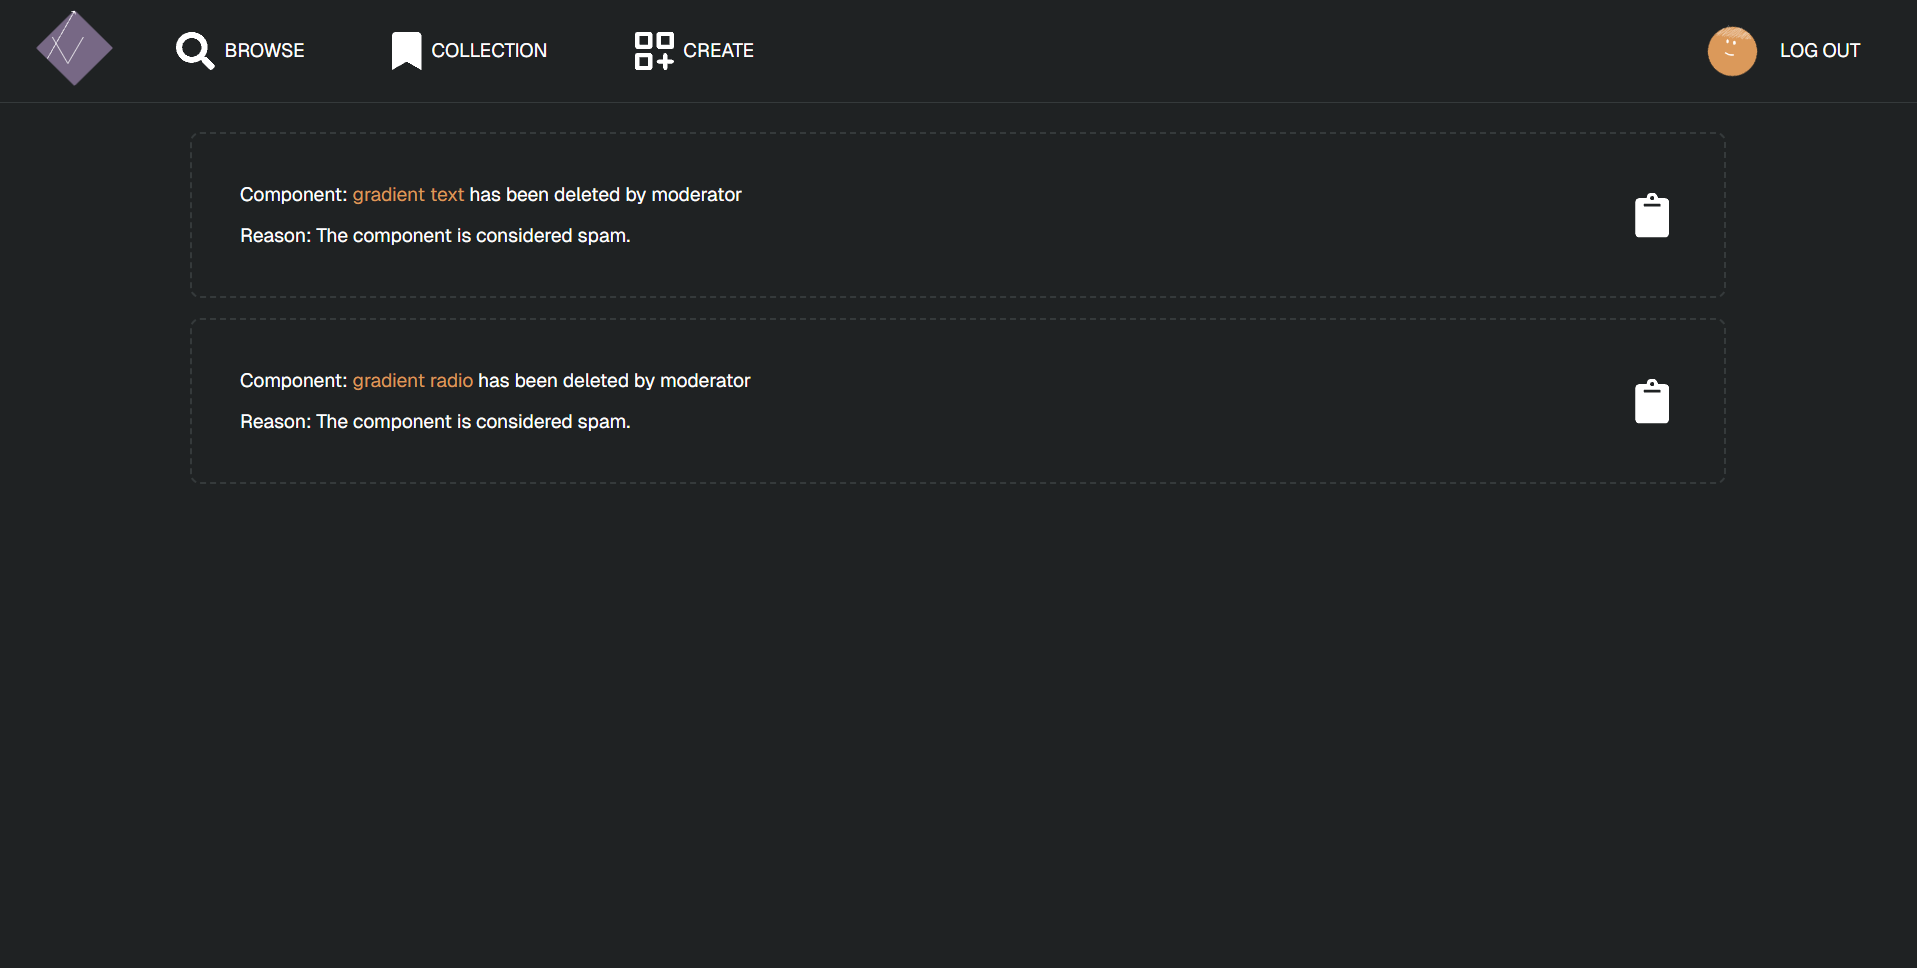 BROWSE
COLLECTION
CREATE
LOG OUT
Component: gradient text has been deleted by moderator
Reason: The component is considered spam.
Component: gradient radio has been deleted by moderator
Reason: The component is considered spam.